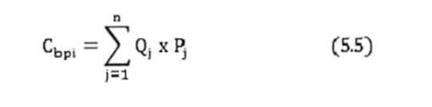 C_bpi = ∑_{j=1}^{n} Q_j x P_j (5.5)